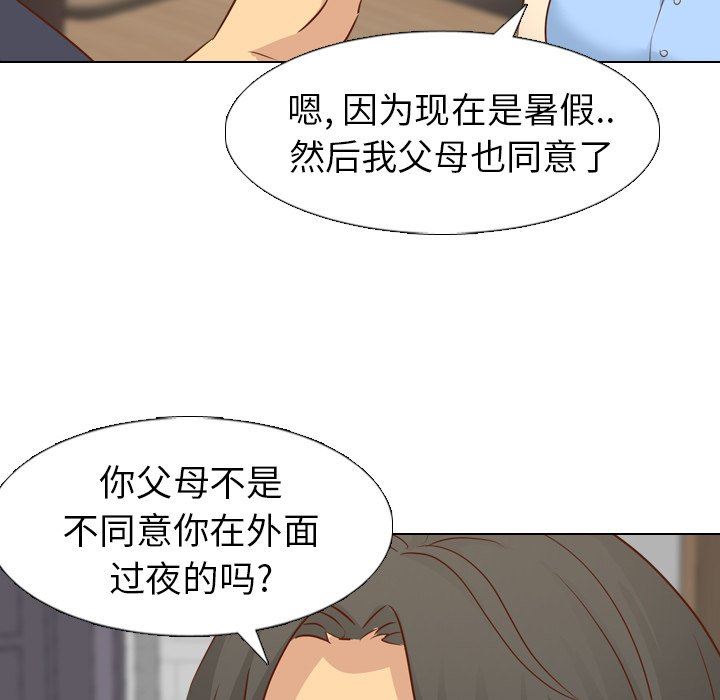 嗯, 因为现在是暑假..
然后我父母也同意了
你父母不是
不同意你在外面
过夜的吗?